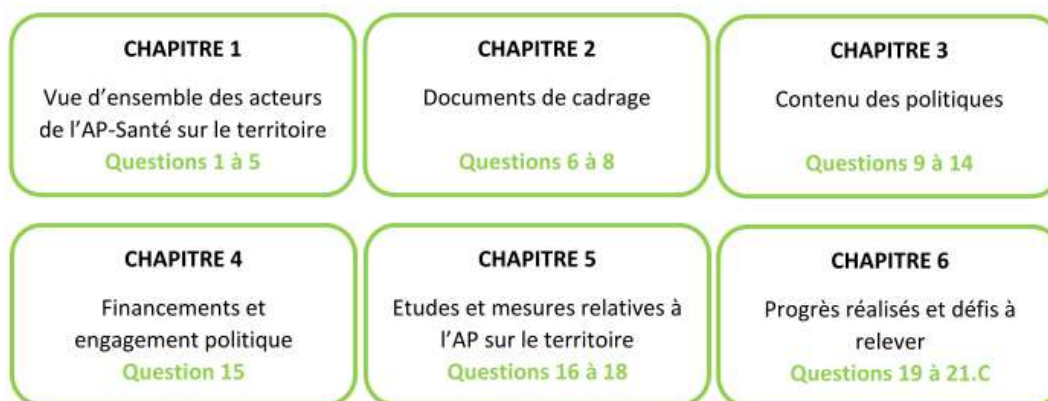 CHAPITRE 1
Vue d'ensemble des acteurs
de l'AP-Santé sur le territoire
Questions 1 à 5
CHAPITRE 2
Documents de cadrage
Questions 6 à 8
CHAPITRE 3
Contenu des politiques
Questions 9 à 14
CHAPITRE 4
Financements et
engagement politique
Question 15
CHAPITRE 5
Etudes et mesures relatives à
l'AP sur le territoire
Questions 16 à 18
CHAPITRE 6
Progrès réalisés et défis à
relever
Questions 19 à 21.C